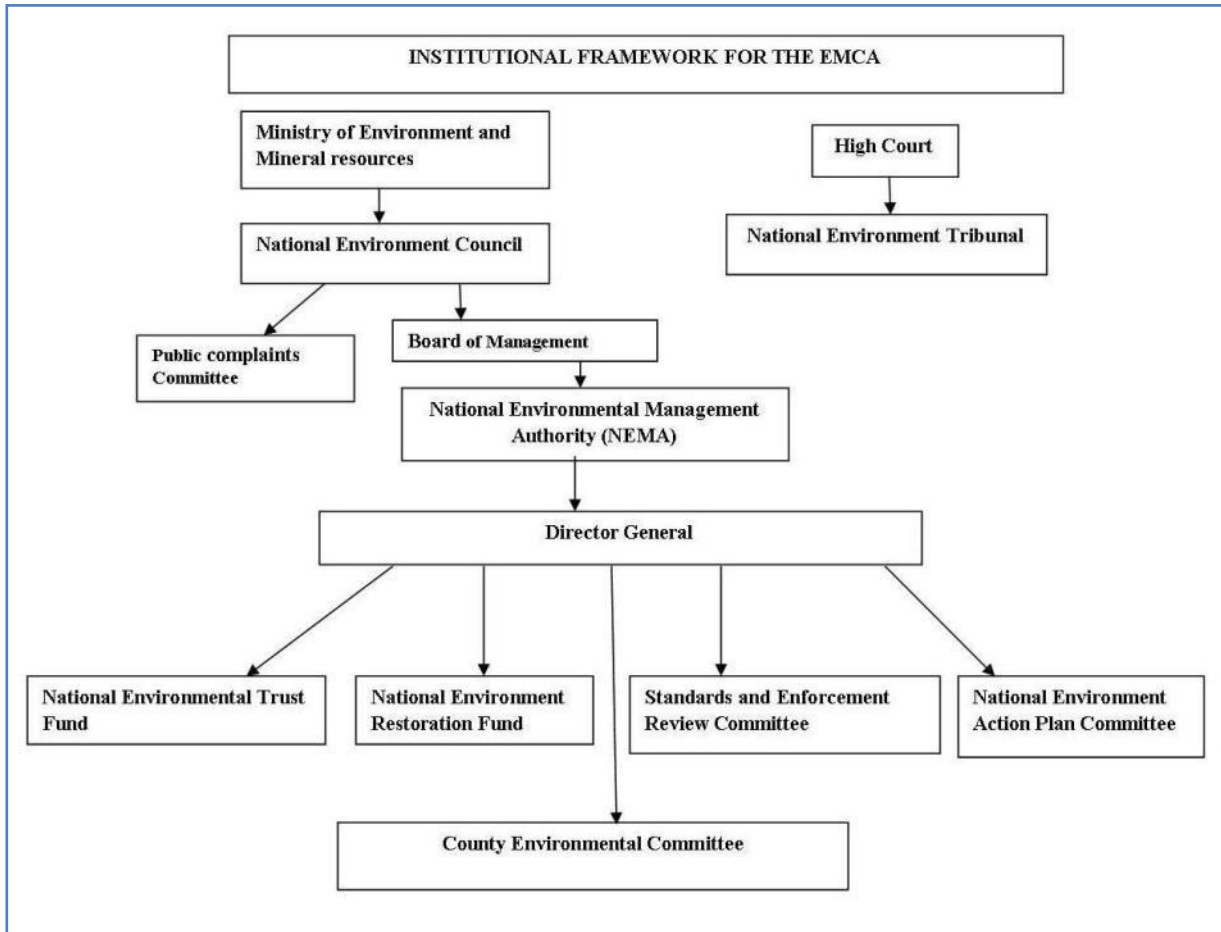 INSTITUTIONAL FRAMEWORK FOR THE EMCA
Ministry of Environment and
Mineral resources
High Court
National Environment Council
National Environment Tribunal
Public complaints
Committee
Board of Management
National Environmental Management
Authority (NEMA)
Director General
National Environmental Trust
Fund
National Environment
Restoration Fund
Standards and Enforcement
Review Committee
National Environment
Action Plan Committee
County Environmental Committee